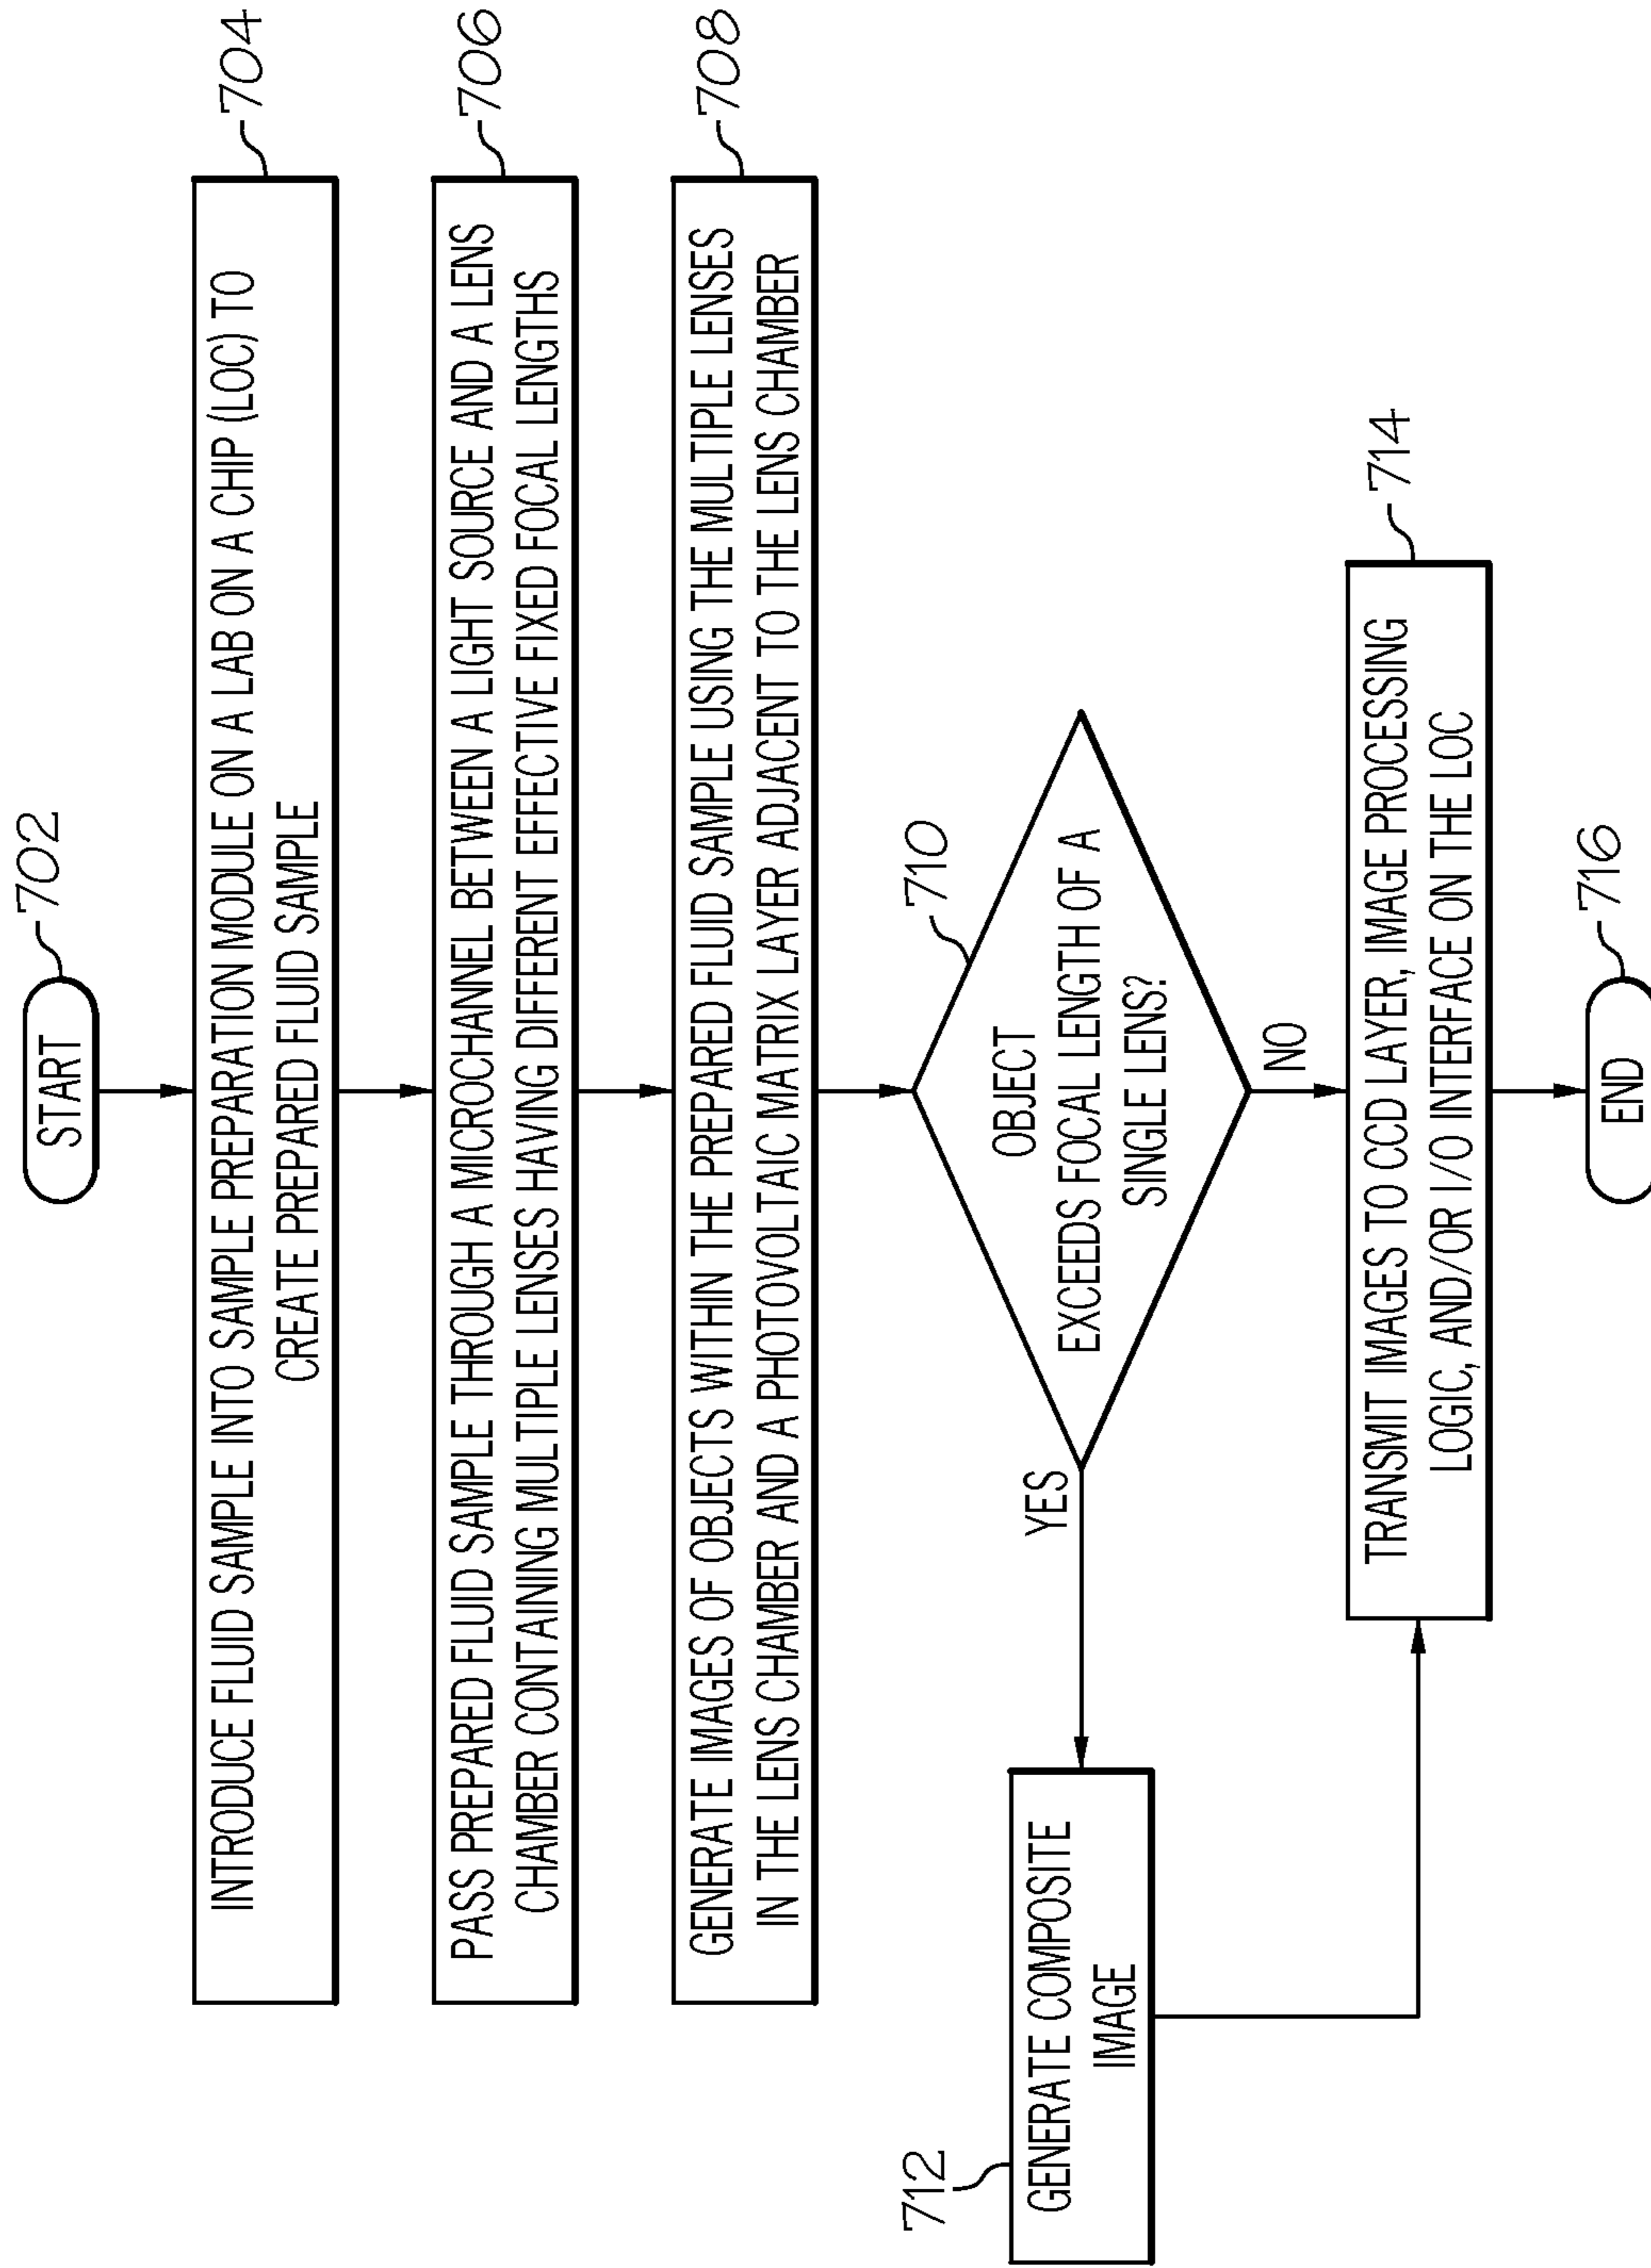 START
702
INTRODUCE FLUID SAMPLE INTO SAMPLE PREPARATION MODULE ON A LAB ON A CHIP (LOC) TO
CREATE PREPARED FLUID SAMPLE
704
PASS PREPARED FLUID SAMPLE THROUGH A MICROCHANNEL BETWEEN A LIGHT SOURCE AND A LENS
CHAMBER CONTAINING MULTIPLE LENSES HAVING DIFFERENT EFFECTIVE FIXED FOCAL LENGTHS
706
GENERATE IMAGES OF OBJECTS WITHIN THE PREPARED FLUID SAMPLE USING THE MULTIPLE LENSES
IN THE LENS CHAMBER AND A PHOTOVOLTAIC MATRIX LAYER ADJACENT TO THE LENS CHAMBER
708
OBJECT
EXCEEDS FOCAL LENGTH OF A
SINGLE LENS?
710
YES
NO
712
GENERATE COMPOSITE
IMAGE
TRANSMIT IMAGES TO CCD LAYER, IMAGE PROCESSING
LOGIC, AND/OR I/O INTERFACE ON THE LOC
714
END
716